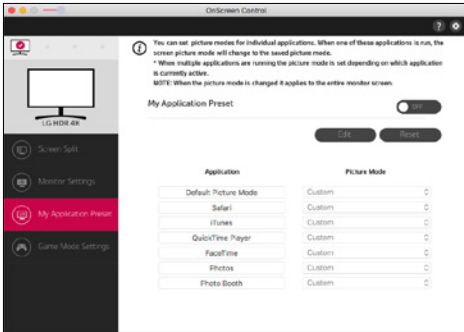 OnScreen Control
You can set picture modes for individual applications. When one of these applications is run, the
screen picture mode will change to the saved picture mode.
* When multiple applications are running the picture mode is set depending on which application
is currently active.
NOTE: When the picture mode is changed it applies to the entire monitor screen.
My Application Preset
OFF
Edit
Reset
LG HDR 4K
Screen Split
Monitor Settings
My Application Preset
Game Mode Settings
Application Picture Mode
Default Picture Mode Custom
Safari Custom
iTunes Custom
QuickTime Player Custom
FaceTime Custom
Photos Custom
Photo Booth Custom